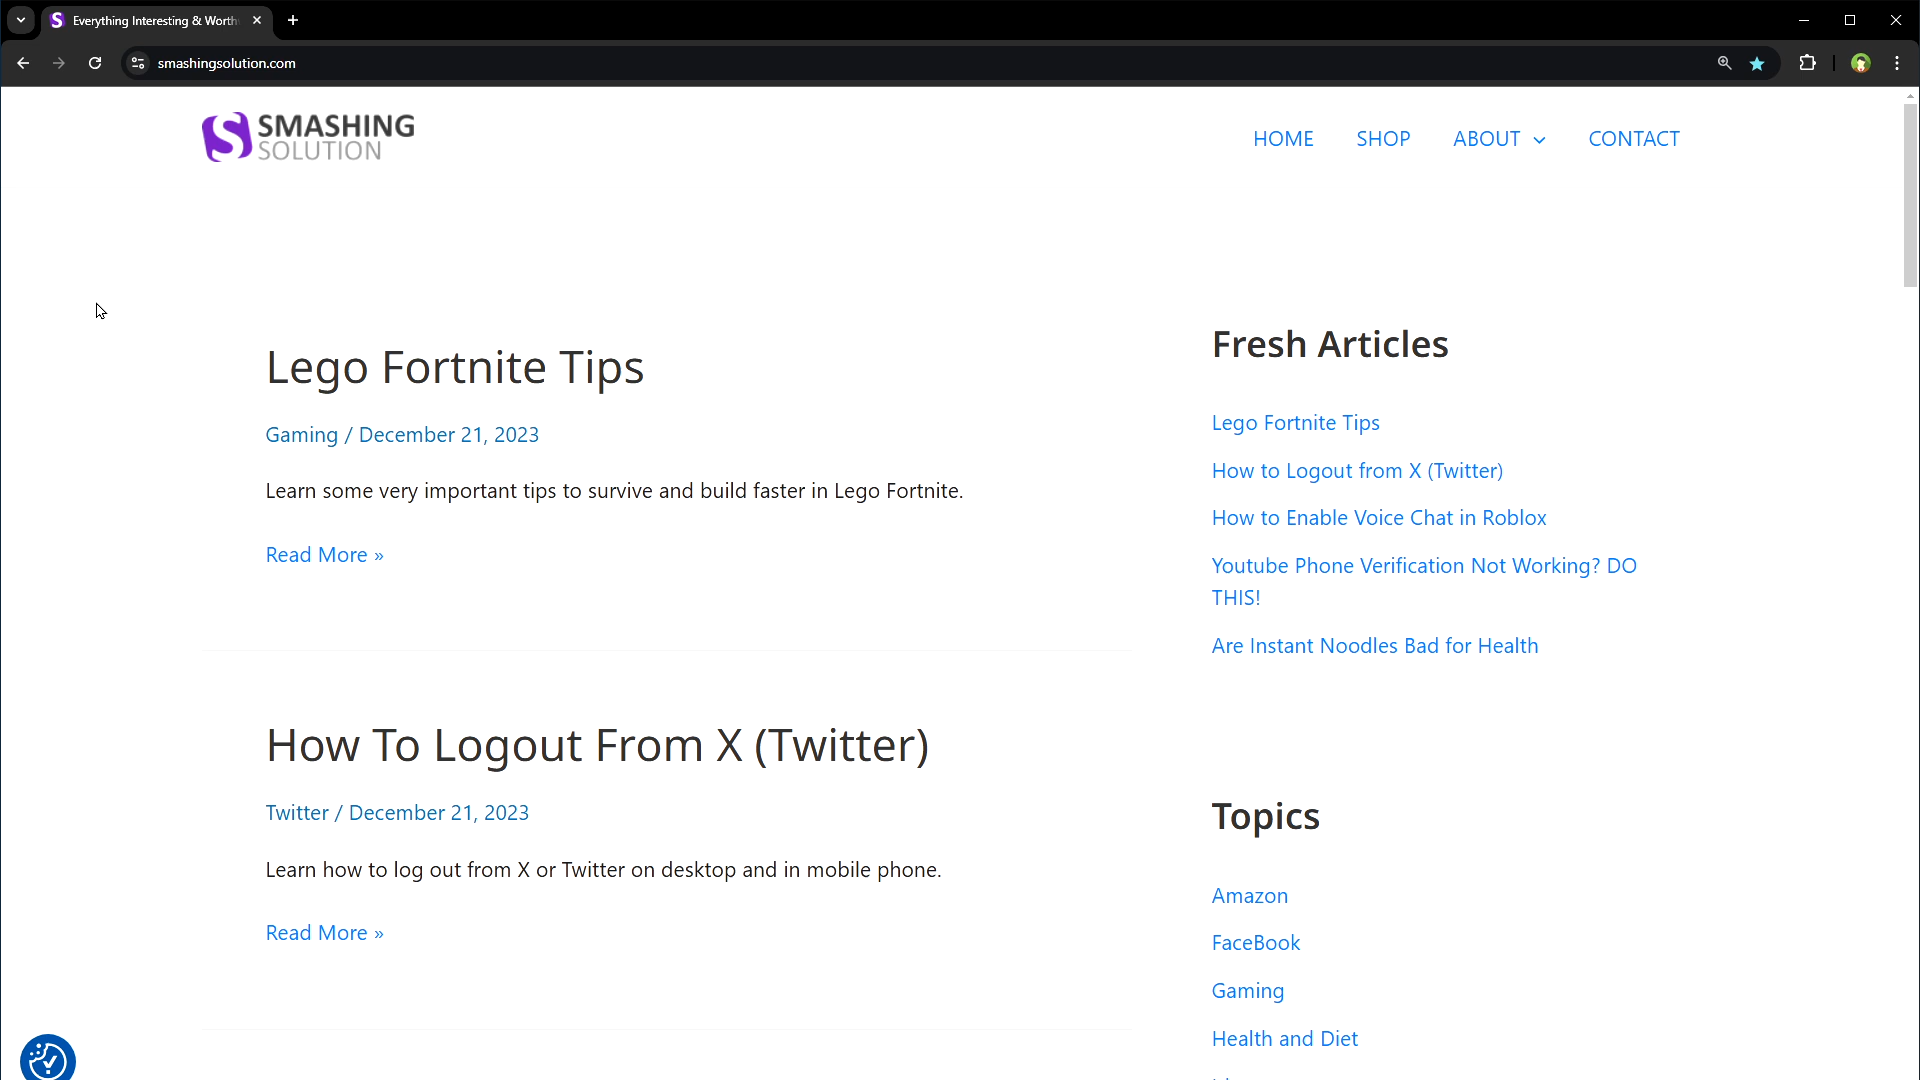 Everything Interesting & Worth
smashingsolution.com
SMASHING
SOLUTION
HOME
SHOP
ABOUT
CONTACT
Lego Fortnite Tips
Gaming / December 21, 2023
Learn some very important tips to survive and build faster in Lego Fortnite.
Read More »
How To Logout From X (Twitter)
Twitter / December 21, 2023
Learn how to log out from X or Twitter on desktop and in mobile phone.
Read More »
Fresh Articles
Lego Fortnite Tips
How to Logout from X (Twitter)
How to Enable Voice Chat in Roblox
Youtube Phone Verification Not Working? DO
THIS!
Are Instant Noodles Bad for Health
Topics
Amazon
FaceBook
Gaming
Health and Diet